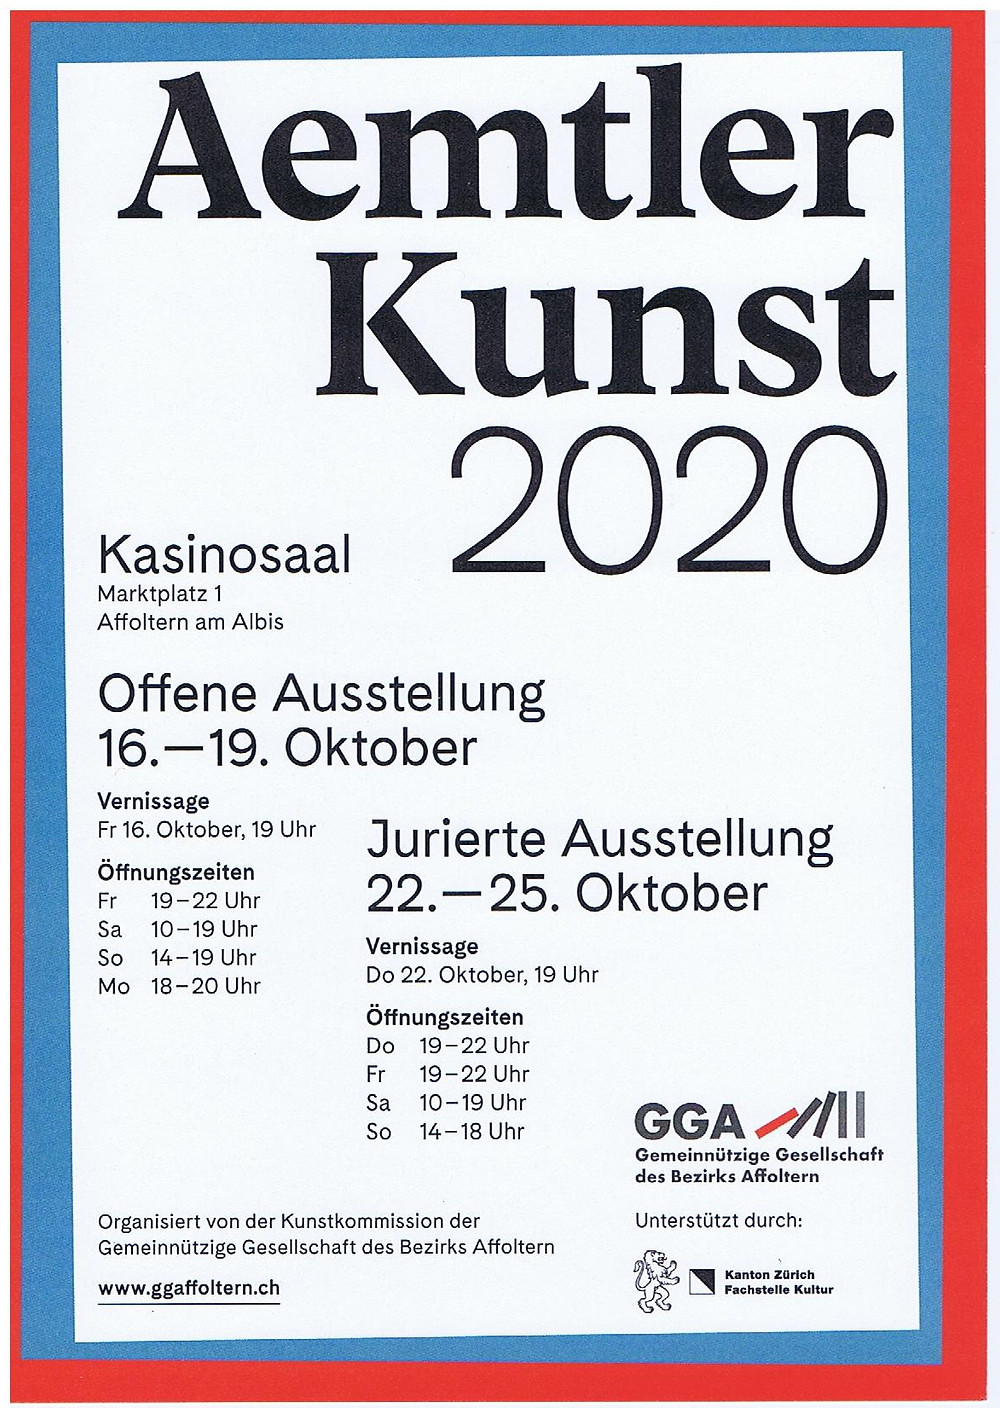 Aemtler
Kunst
2020
Kasinosaal
Marktplatz 1
Affoltern am Albis
Offene Ausstellung
16.—19. Oktober
Vernissage
Fr 16. Oktober, 19 Uhr
Öffnungszeiten
Fr 19–22 Uhr
Sa 10–19 Uhr
So 14–19 Uhr
Mo 18–20 Uhr
Jurierte Ausstellung
22.—25. Oktober
Vernissage
Do 22. Oktober, 19 Uhr
Öffnungszeiten
Do 19–22 Uhr
Fr 19–22 Uhr
Sa 10–19 Uhr
So 14–18 Uhr
GGA
Gemeinnützige Gesellschaft
des Bezirks Affoltern
Organisiert von der Kunstkommission der
Gemeinnützige Gesellschaft des Bezirks Affoltern
www.ggaffoltern.ch
Unterstützt durch:
Kanton Zürich
Fachstelle Kultur